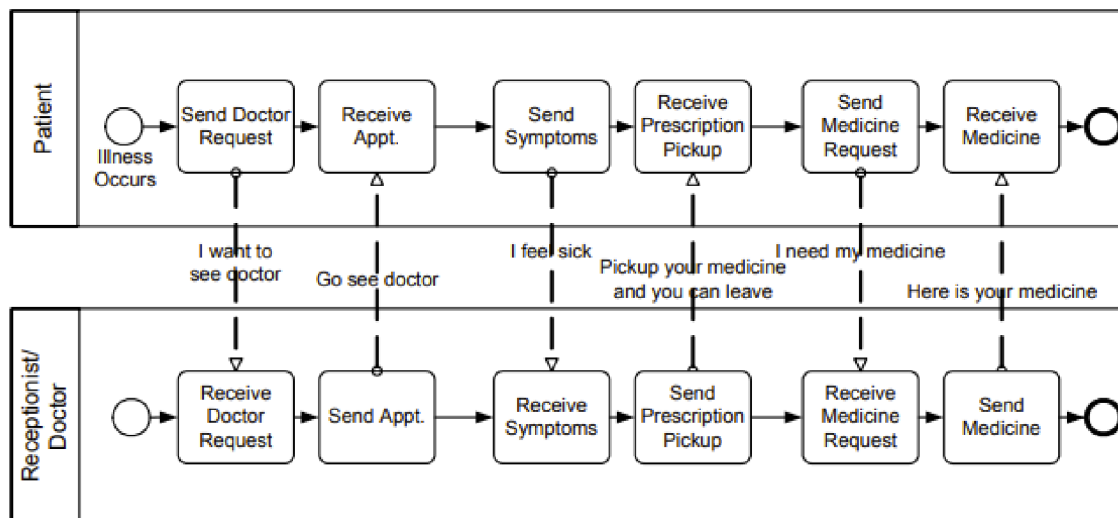 Patient
Illness
Occurs
Send Doctor
Request
Receive
Appt.
Send
Symptoms
Receive
Prescription
Pickup
Send
Medicine
Request
Receive
Medicine
I want to
see doctor
Go see doctor
I feel sick
Pickup your medicine
and you can leave
I need my medicine
Here is your medicine
Receptionist/
Doctor
Receive
Doctor
Request
Send Appt.
Receive
Symptoms
Send
Prescription
Pickup
Receive
Medicine
Request
Send
Medicine